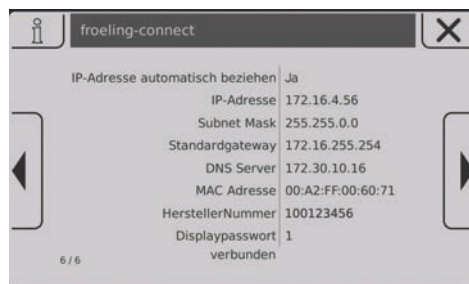 froeling-connect
IP-Adresse automatisch beziehen Ja
IP-Adresse 172.16.4.56
Subnet Mask 255.255.0.0
Standardgateway 172.16.255.254
DNS Server 172.30.10.16
MAC Adresse 00:A2:FF:00:60:71
HerstellerNummer 100123456
Displaypasswort 1
verbunden
6 / 6